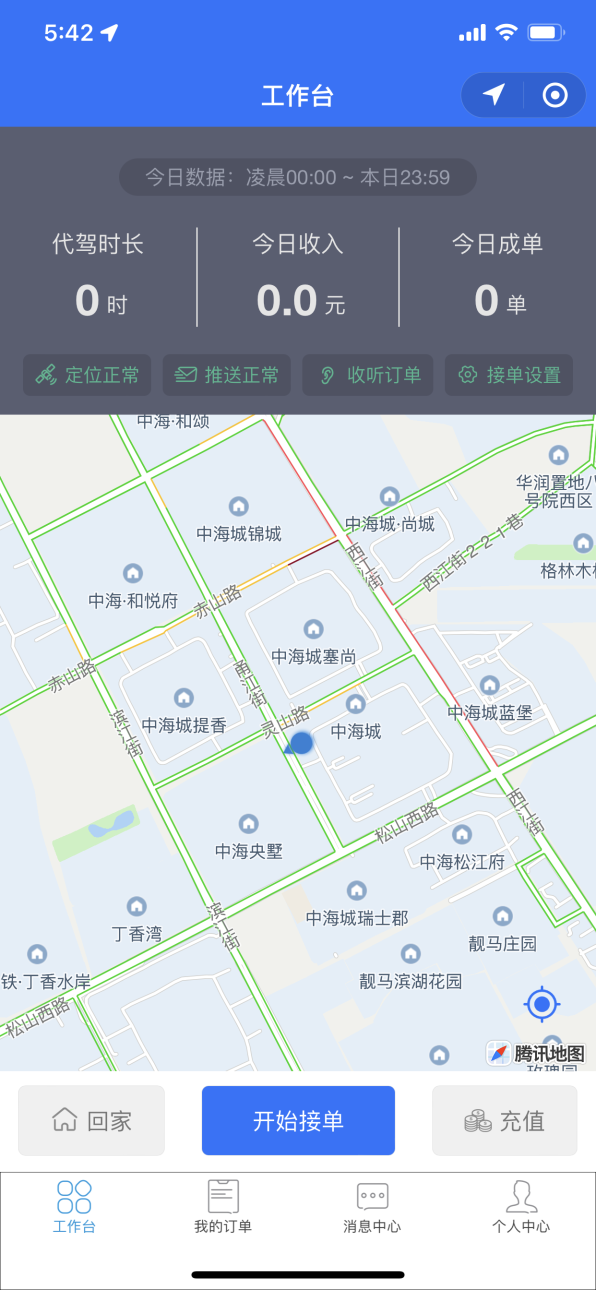 5:42
工作台
今日数据：凌晨00:00 ~ 本日23:59
代驾时长
今日收入
今日成单
0 时
0.0 元
0 单
定位正常
推送正常
收听订单
接单设置
中海·和颂
华润置地八
号院西区
中海城·尚城
中海城锦城
西江街
西江街221巷
格林木棉
中海·和悦府
赤山路
中海城塞尚
赤山路
甬江街
中海城蓝堡
中海城提香
滨江街
灵山路
中海城
西江街
松山西路
中海央墅
中海松江府
丁香湾
滨江街
中海城瑞士郡
靓马庄园
铁·丁香水岸
靓马滨湖花园
松山西路
腾讯地图
回家
开始接单
充值
工作台
我的订单
消息中心
个人中心